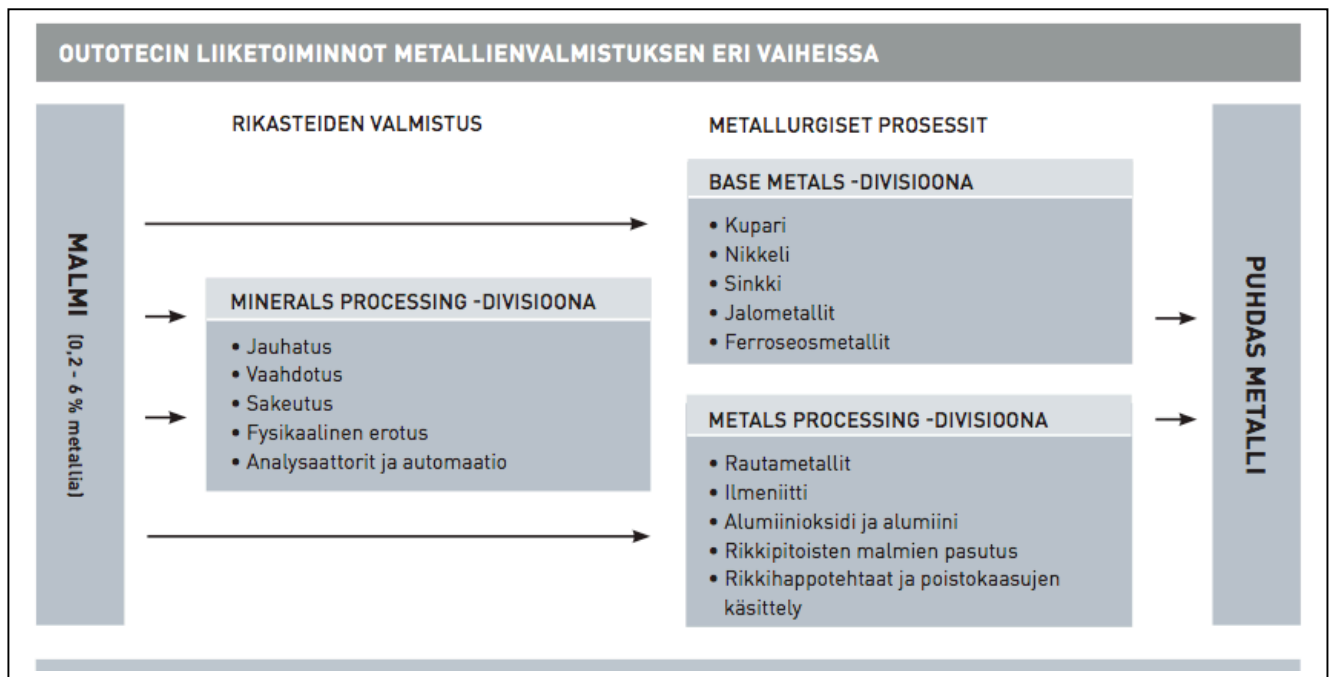 OUTOTECIN LIIKETOIMINNOT METALLIENVALMISTUKSEN ERI VAIHEISSA
MALMI (0,2 - 6 % metallia)
RIKASTEIDEN VALMISTUS
MINERALS PROCESSING -DIVISIOONA
• Jauhatus
• Vaahdotus
• Sakeutus
• Fysikaalinen erotus
• Analysaattorit ja automaatio
METALLURGISET PROSESSIT
BASE METALS -DIVISIOONA
• Kupari
• Nikkeli
• Sinkki
• Jalometallit
• Ferroseosmetallit
METALS PROCESSING -DIVISIOONA
• Rautametallit
• Ilmeniitti
• Alumiinioksidi ja alumiini
• Rikkipitoisten malmien pasutus
• Rikkihappotehtaat ja poistokaasujen
käsittely
PUHDAS METALLI